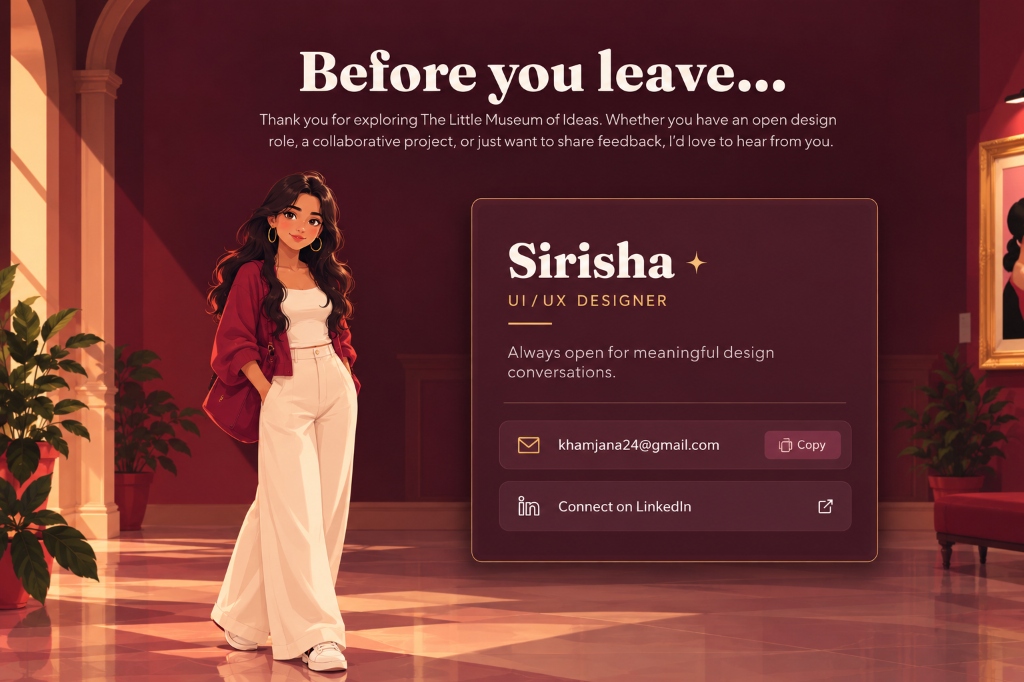 Before you leave...
Thank you for exploring The Little Museum of Ideas. Whether you have an open design
role, a collaborative project, or just want to share feedback, I'd love to hear from you.
Sirisha
UI / UX DESIGNER
Always open for meaningful design
conversations.
khamjana24@gmail.com
Copy
in
Connect on LinkedIn